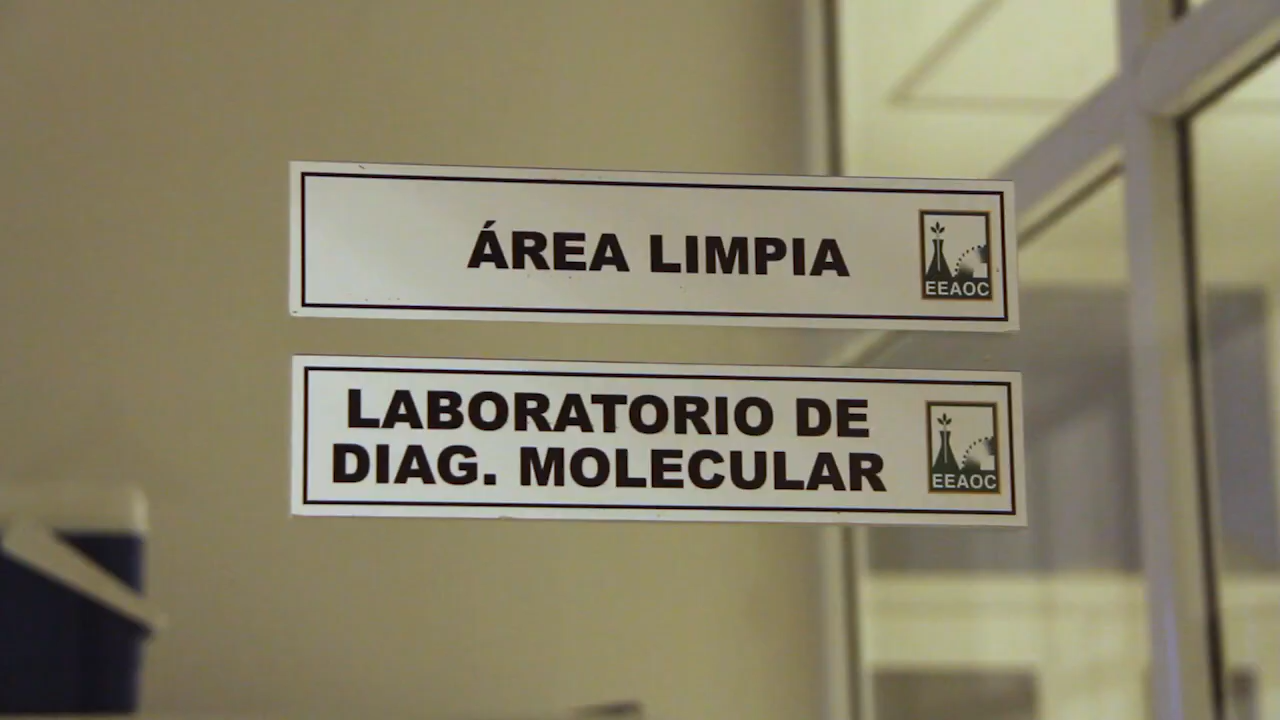 ÁREA LIMPIA
EEAOC
LABORATORIO DE
DIAG. MOLECULAR
EEAOC